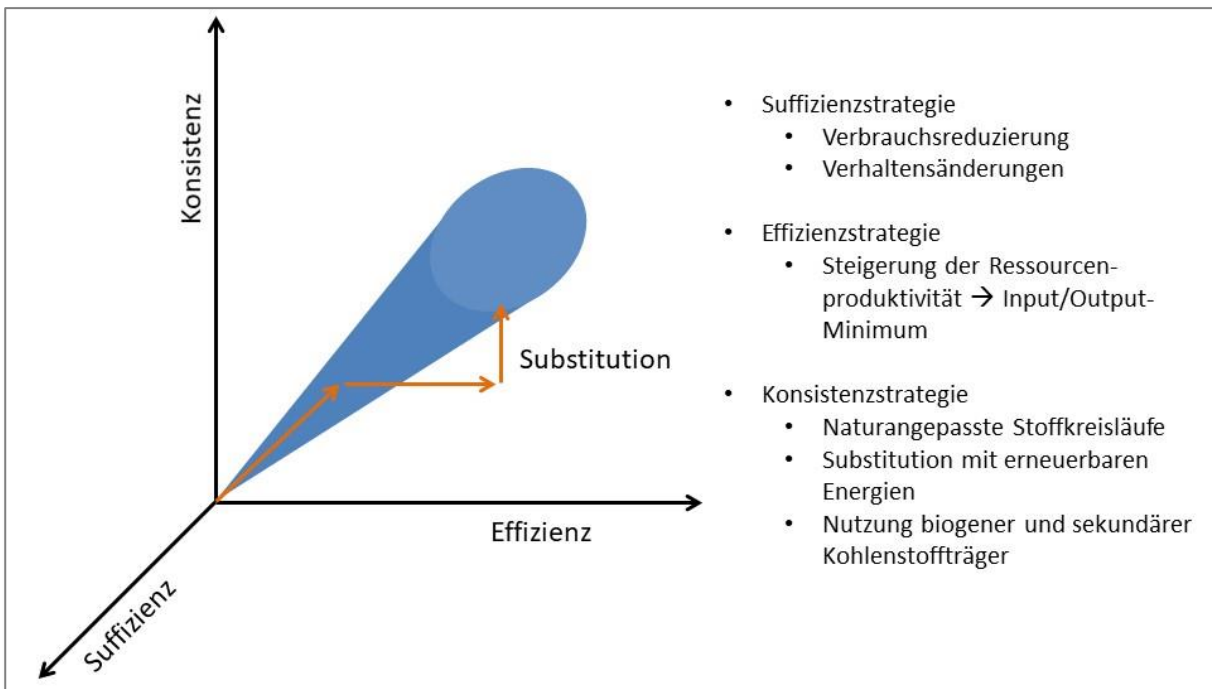 Konsistenz
Substitution
Effizienz
Suffizienz
• Suffizienzstrategie
• Verbrauchsreduzierung
• Verhaltensänderungen
• Effizienzstrategie
• Steigerung der Ressourcen-
produktivität → Input/Output-
Minimum
• Konsistenzstrategie
• Naturangepasste Stoffkreisläufe
• Substitution mit erneuerbaren
Energien
• Nutzung biogener und sekundärer
Kohlenstoffträger